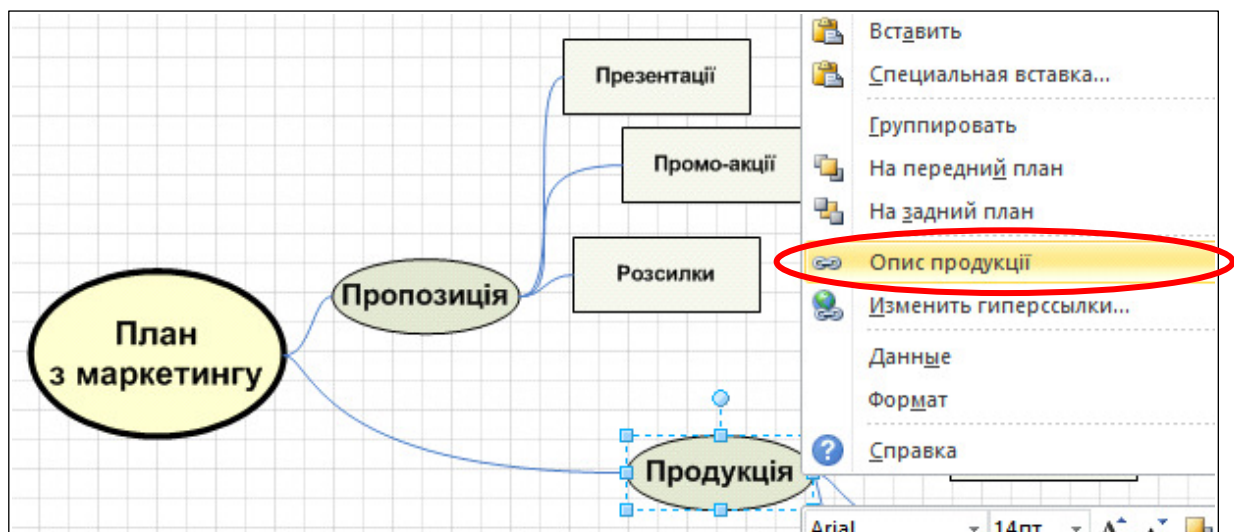 Презентації
Промо-акції
Розсилки
Пропозиція
План
з маркетингу
Продукція
Вставить
Специальная вставка...
Группировать
На передний план
На задний план
Опис продукції
Изменить гиперссылки...
Данные
Формат
Справка
Arial
14пт